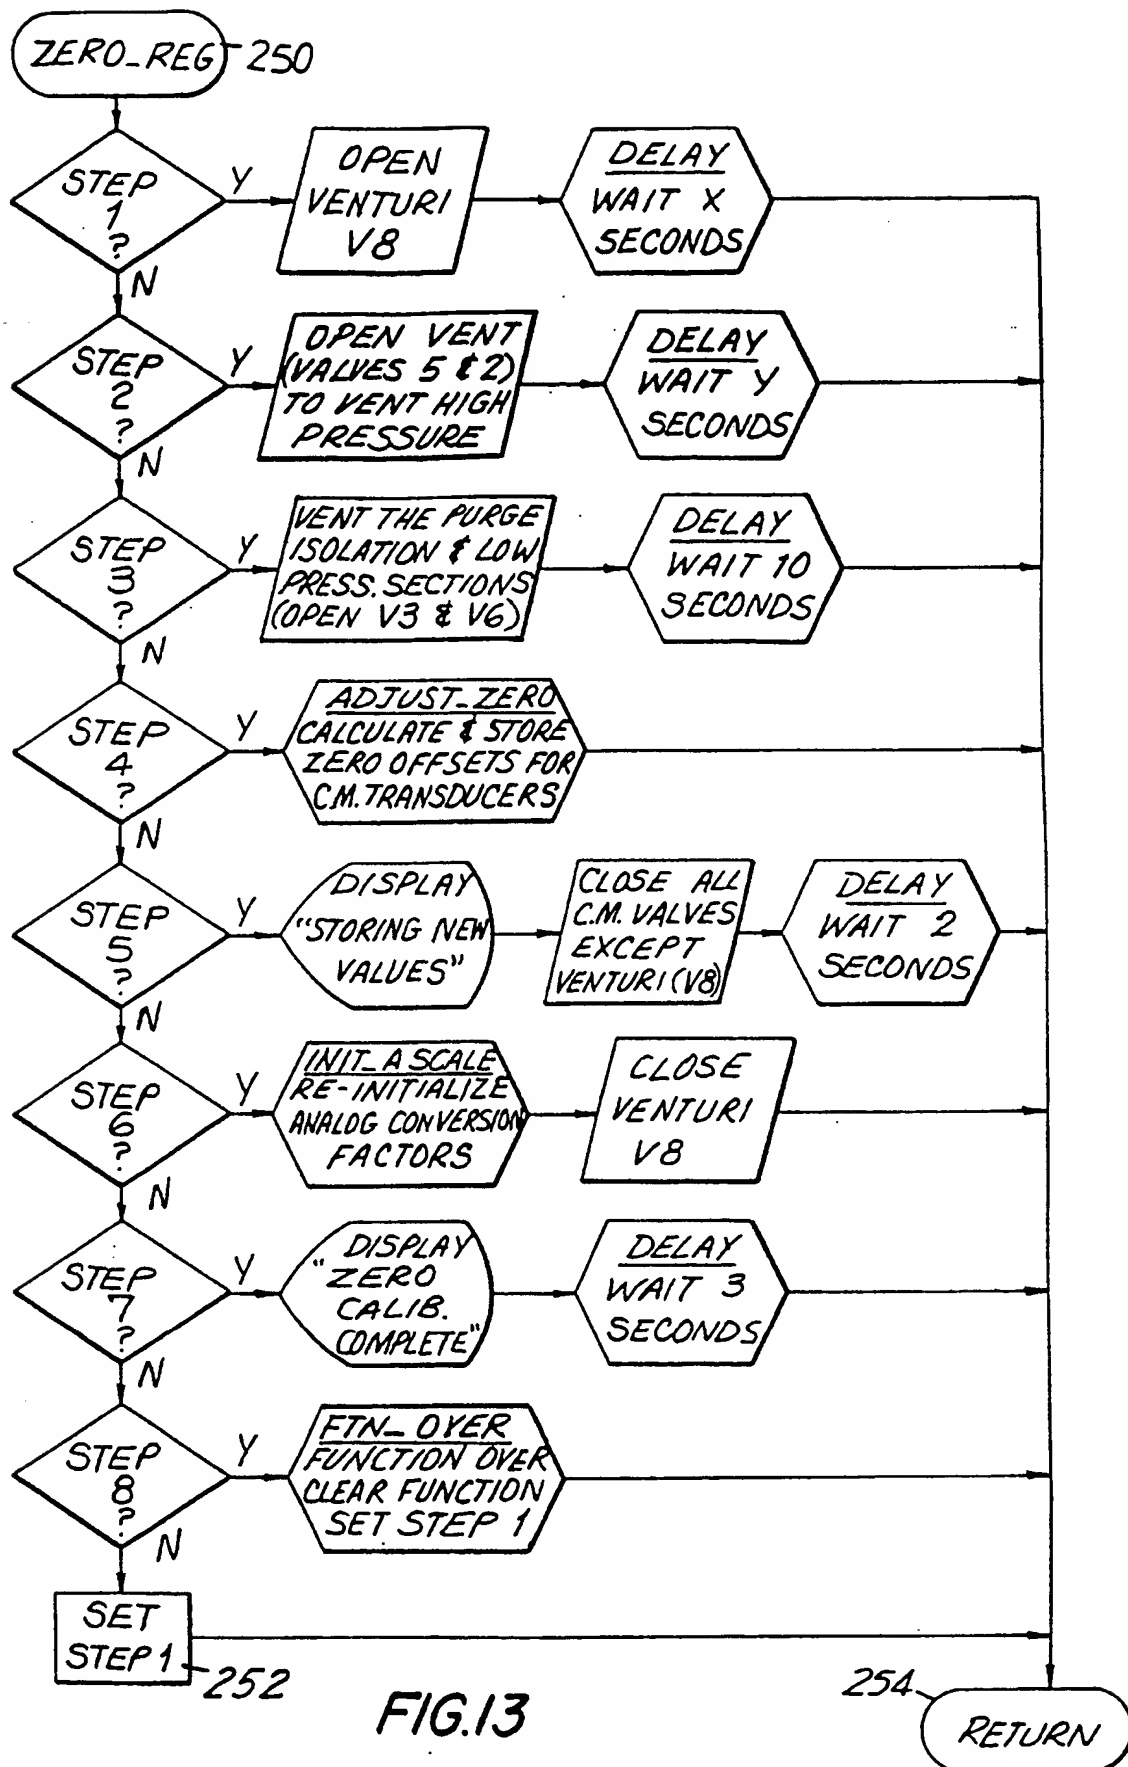 ZERO_REG
250
STEP
1
?
Y
N
OPEN
VENTURI
V8
DELAY
WAIT X
SECONDS
STEP
2
?
Y
N
OPEN VENT
(VALVES 5 & 2)
TO VENT HIGH
PRESSURE
DELAY
WAIT Y
SECONDS
STEP
3
?
Y
N
VENT THE PURGE
ISOLATION & LOW
PRESS. SECTIONS
(OPEN V3 & V6)
DELAY
WAIT 10
SECONDS
STEP
4
?
Y
N
ADJUST_ZERO
CALCULATE & STORE
ZERO OFFSETS FOR
C.M. TRANSDUCERS
STEP
5
?
Y
N
DISPLAY
"STORING NEW
VALUES"
CLOSE ALL
C.M. VALVES
EXCEPT
VENTURI (V8)
DELAY
WAIT 2
SECONDS
STEP
6
?
Y
N
INIT_A SCALE
RE-INITIALIZE
ANALOG CONVERSION
FACTORS
CLOSE
VENTURI
V8
STEP
7
?
Y
N
DISPLAY
"ZERO
CALIB.
COMPLETE"
DELAY
WAIT 3
SECONDS
STEP
8
?
Y
N
FTN_OVER
FUNCTION OVER
CLEAR FUNCTION
SET STEP 1
SET
STEP 1
252
254
RETURN
FIG.13